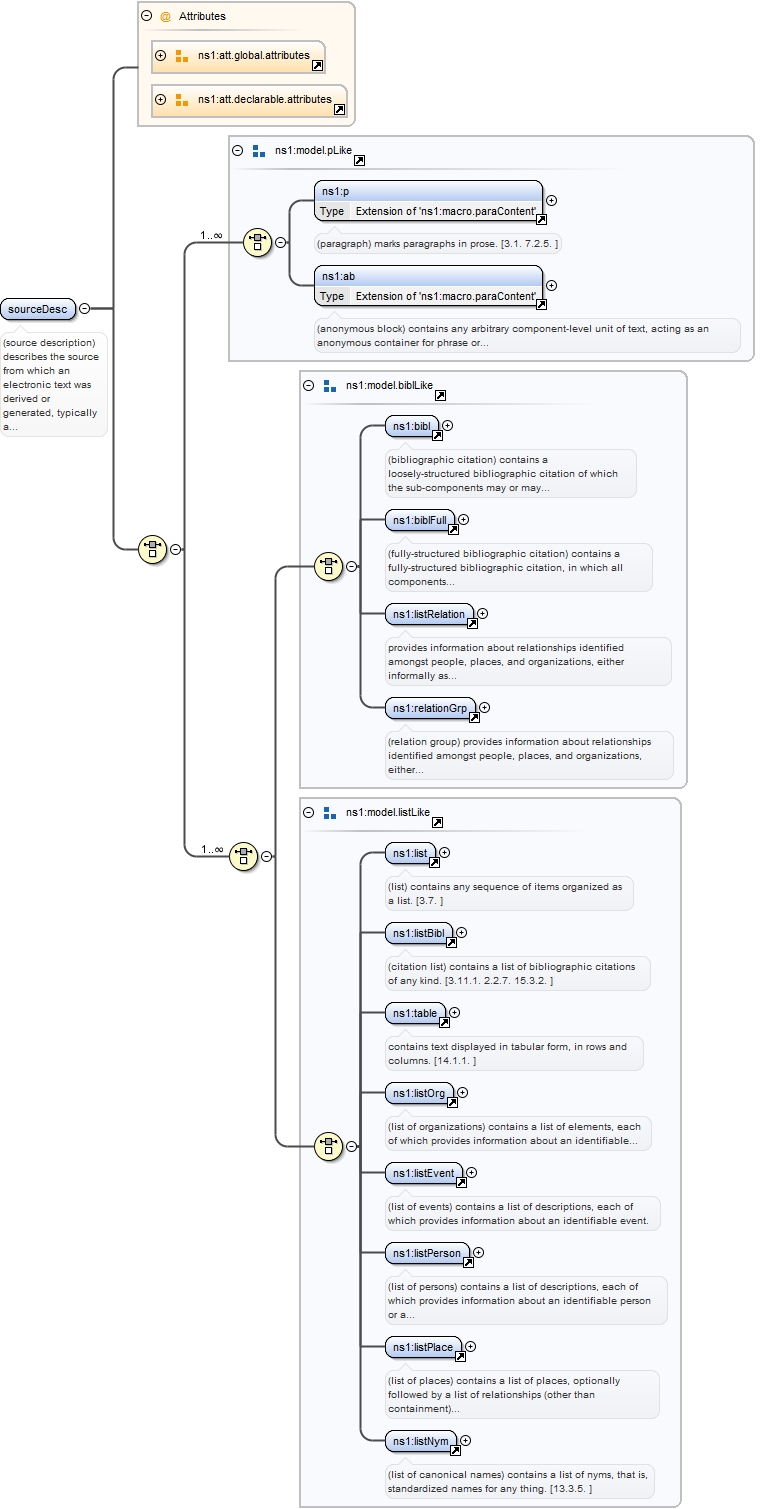 Attributes
ns1:att.global.attributes
ns1:att.declarable.attributes
ns1:model.pLike
ns1:p
Type Extension of 'ns1:macro.paraContent'
1..∞
(paragraph) marks paragraphs in prose. [3.1. 7.2.5. ]
ns1:ab
Type Extension of 'ns1:macro.paraContent'
(anonymous block) contains any arbitrary component-level unit of text, acting as an
anonymous container for phrase or...
sourceDesc
(source description)
describes the source
from which an
electronic text was
derived or
generated, typically
a...
ns1:model.biblLike
ns1:bibl
(bibliographic citation) contains a
loosely-structured bibliographic citation of which
the sub-components may or may...
ns1:biblFull
(fully-structured bibliographic citation) contains a
fully-structured bibliographic citation, in which all
components...
ns1:listRelation
provides information about relationships identified
amongst people, places, and organizations, either
informally as...
ns1:relationGrp
(relation group) provides information about relationships
identified amongst people, places, and organizations,
either...
1..∞
ns1:model.listLike
ns1:list
(list) contains any sequence of items organized as
a list. [3.7. ]
ns1:listBibl
(citation list) contains a list of bibliographic citations
of any kind. [3.11.1. 2.2.7. 15.3.2. ]
ns1:table
contains text displayed in tabular form, in rows and
columns. [14.1.1. ]
ns1:listOrg
(list of organizations) contains a list of elements, each
of which provides information about an identifiable...
ns1:listEvent
(list of events) contains a list of descriptions, each of
which provides information about an identifiable event.
ns1:listPerson
(list of persons) contains a list of descriptions, each of
which provides information about an identifiable person
or a...
ns1:listPlace
(list of places) contains a list of places, optionally
followed by a list of relationships (other than
containment)...
ns1:listNym
(list of canonical names) contains a list of nyms, that is,
standardized names for any thing. [13.3.5. ]